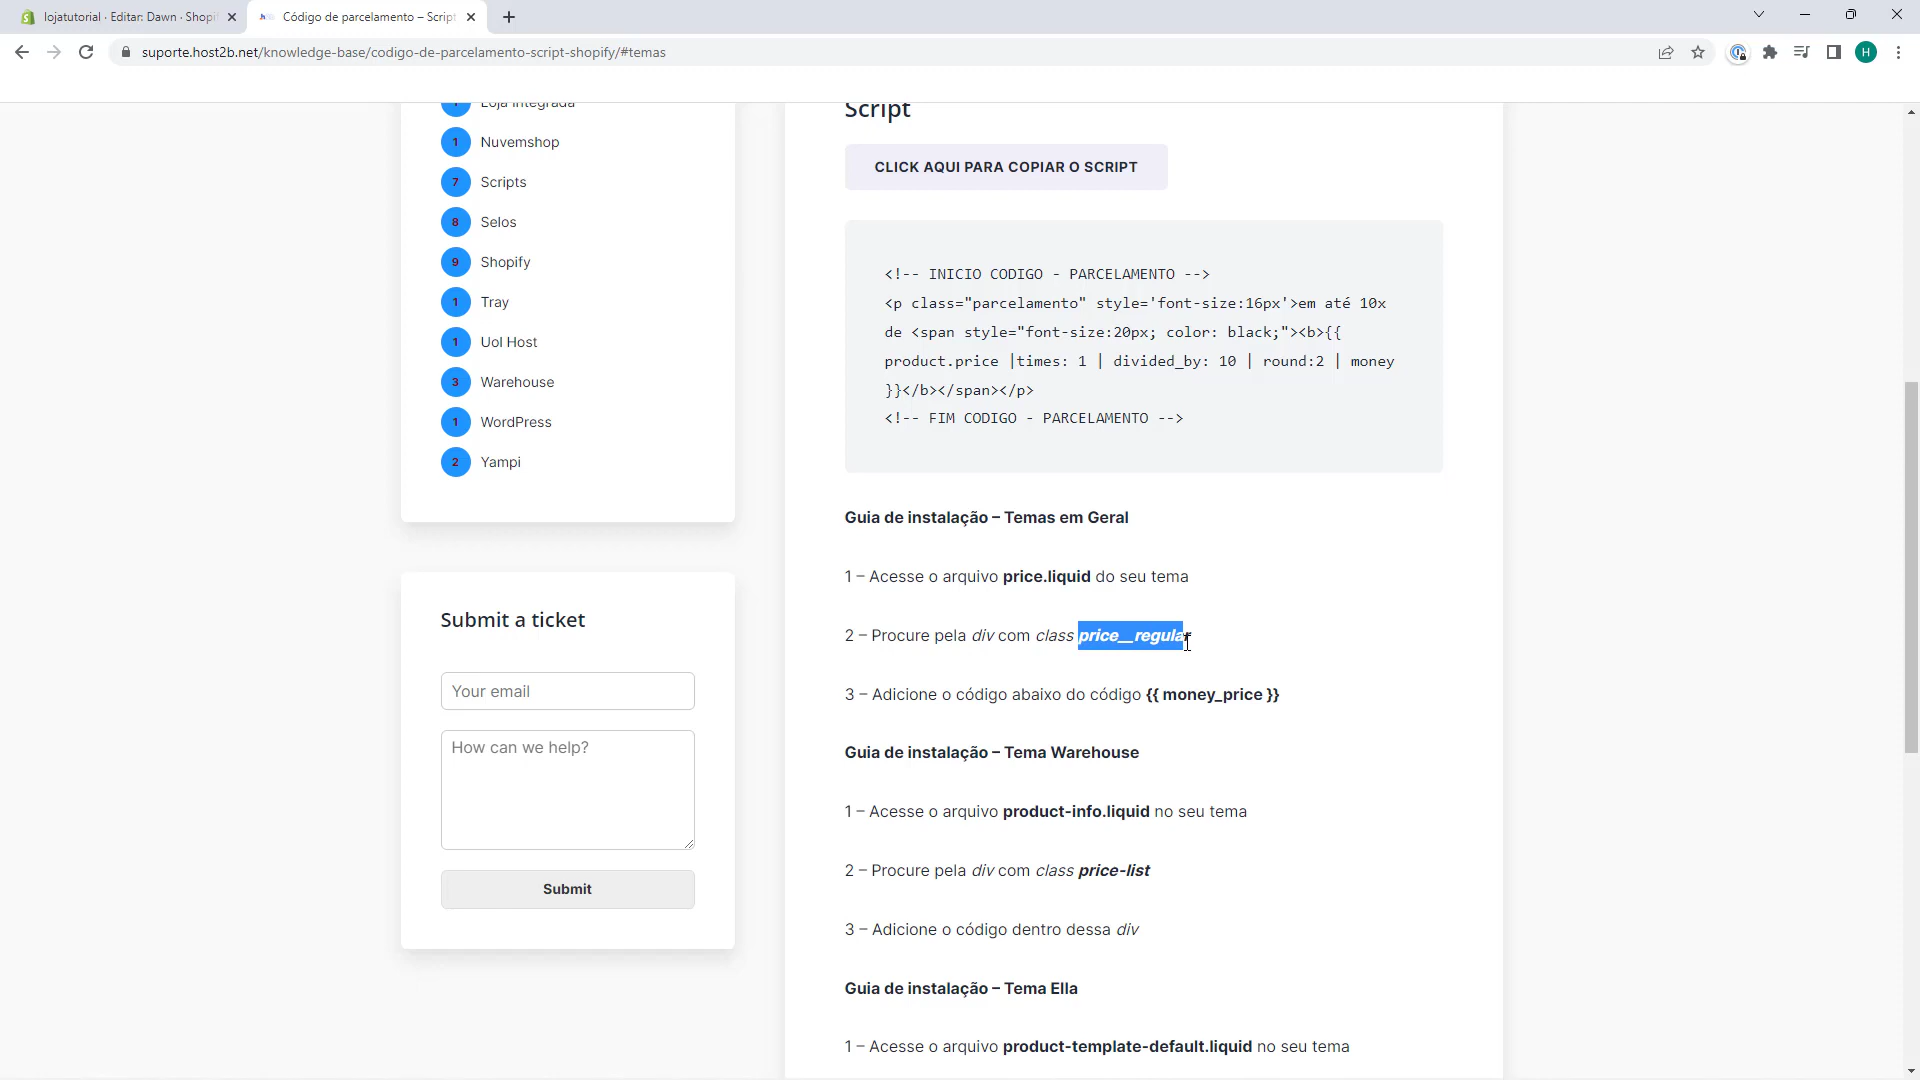 lojatutorial · Editar: Dawn · Shopif
Código de parcelamento – Script
suporte.host2b.net/knowledge-base/codigo-de-parcelamento-script-shopify/#temas
H
1 Loja Integrada
1 Nuvemshop
7 Scripts
8 Selos
9 Shopify
1 Tray
1 Uol Host
3 Warehouse
1 WordPress
2 Yampi
Submit a ticket
Your email
How can we help?
Submit
Script
CLICK AQUI PARA COPIAR O SCRIPT
<!-- INICIO CODIGO - PARCELAMENTO -->
<p class="parcelamento" style='font-size:16px'>em até 10x
de <span style="font-size:20px; color: black;"><b>{{
product.price |times: 1 | divided_by: 10 | round:2 | money
}}</b></span></p>
<!-- FIM CODIGO - PARCELAMENTO -->
Guia de instalação – Temas em Geral
1 – Acesse o arquivo price.liquid do seu tema
2 – Procure pela div com class price__regular
3 – Adicione o código abaixo do código {{ money_price }}
Guia de instalação – Tema Warehouse
1 – Acesse o arquivo product-info.liquid no seu tema
2 – Procure pela div com class price-list
3 – Adicione o código dentro dessa div
Guia de instalação – Tema Ella
1 – Acesse o arquivo product-template-default.liquid no seu tema